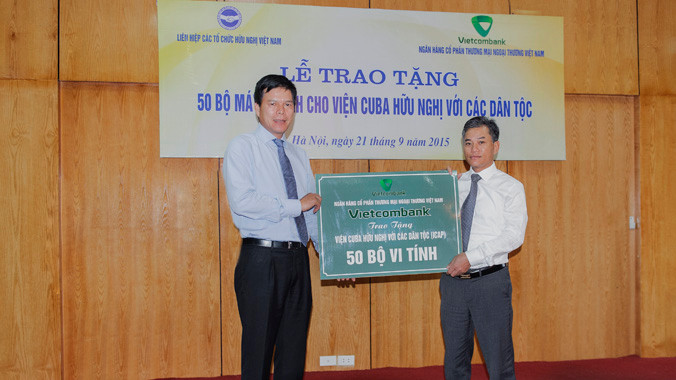 LIÊN HIỆP CÁC TỔ CHỨC HỮU NGHỊ VIỆT NAM
Vietcombank
NGÂN HÀNG CỔ PHẦN THƯƠNG MẠI NGOẠI THƯƠNG VIỆT NAM
LỄ TRAO TẶNG
50 BỘ MÁ NH CHO VIỆN CUBA HỮU NGHỊ VỚI CÁC DÂN TỘC
Hà Nội, ngày 21 tháng 9 năm 2015
Vietcombank
NGÂN HÀNG CỔ PHẦN THƯƠNG MẠI NGOẠI THƯƠNG VIỆT NAM
Vietcombank
Trao Tặng
VIỆN CUBA HỮU NGHỊ VỚI CÁC DÂN TỘC (ICAP)
50 BỘ VI TÍNH